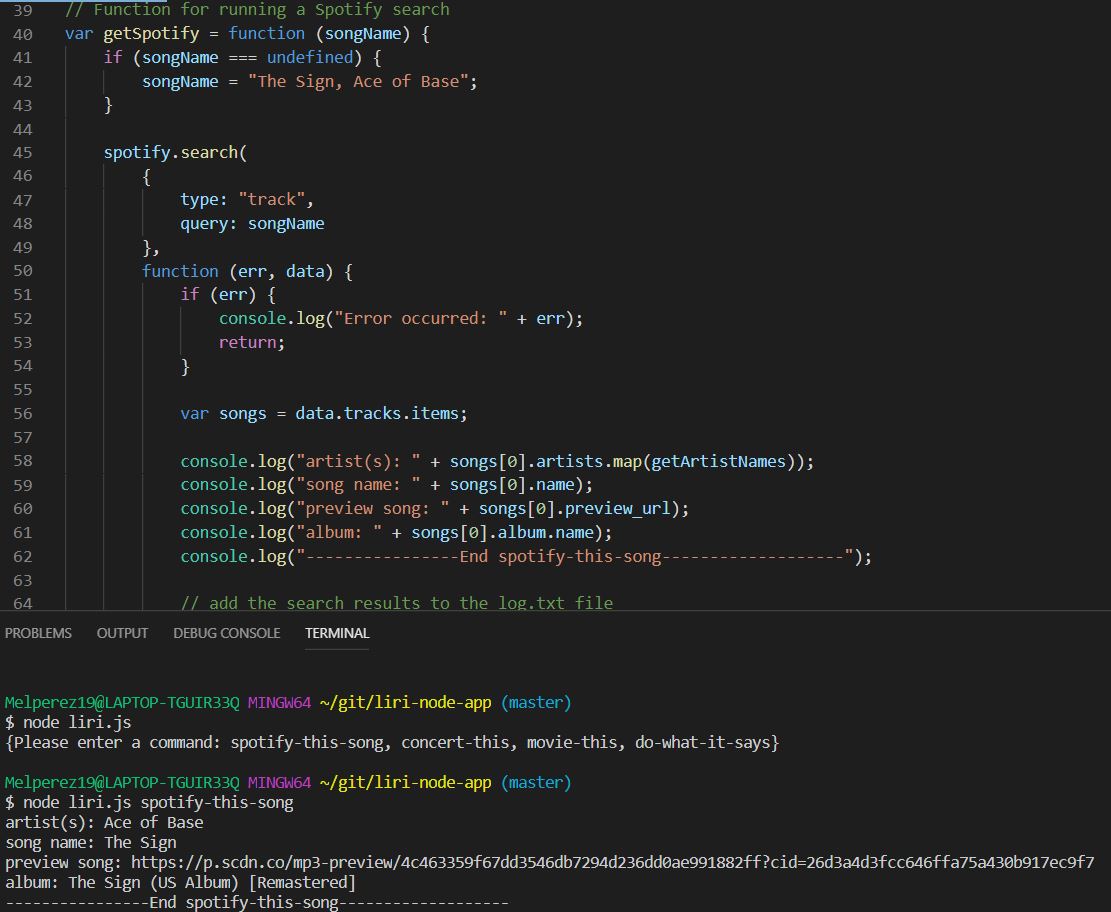 39 // Function for running a Spotify search
40 var getSpotify = function (songName) {
41 if (songName === undefined) {
42 songName = "The Sign, Ace of Base";
43 }
44
45 spotify.search(
46 {
47 type: "track",
48 query: songName
49 },
50 function (err, data) {
51 if (err) {
52 console.log("Error occurred: " + err);
53 return;
54 }
55
56 var songs = data.tracks.items;
57
58 console.log("artist(s): " + songs[0].artists.map(getArtistNames));
59 console.log("song name: " + songs[0].name);
60 console.log("preview song: " + songs[0].preview_url);
61 console.log("album: " + songs[0].album.name);
62 console.log("----------------End spotify-this-song-------------------");
63
64 // add the search results to the log.txt file
PROBLEMS OUTPUT DEBUG CONSOLE TERMINAL
Melperez19@LAPTOP-TGUIR33Q MINGW64 ~/git/liri-node-app (master)
$ node liri.js
{Please enter a command: spotify-this-song, concert-this, movie-this, do-what-it-says}
Melperez19@LAPTOP-TGUIR33Q MINGW64 ~/git/liri-node-app (master)
$ node liri.js spotify-this-song
artist(s): Ace of Base
song name: The Sign
preview song: https://p.scdn.co/mp3-preview/4c463359f67dd3546db7294d236dd0ae991882ff?cid=26d3a4d3fcc646ffa75a430b917ec9f7
album: The Sign (US Album) [Remastered]
----------------End spotify-this-song-------------------